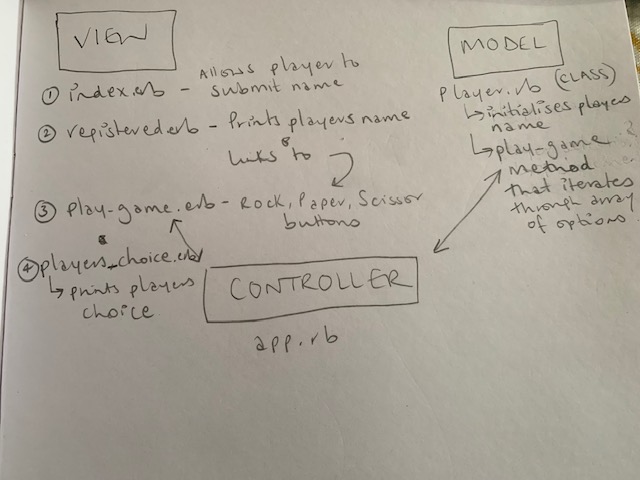 VIEW
① index.erb - Allows player to submit name
② registered.erb - Prints players name
& links to
③ play-game.erb - Rock, Paper, Scissor buttons
④ players_choice.erb
↳ prints players choice
MODEL
player.rb (CLASS)
↳ initialises players name
↳ play-game method that iterates through array of options
CONTROLLER
app.rb